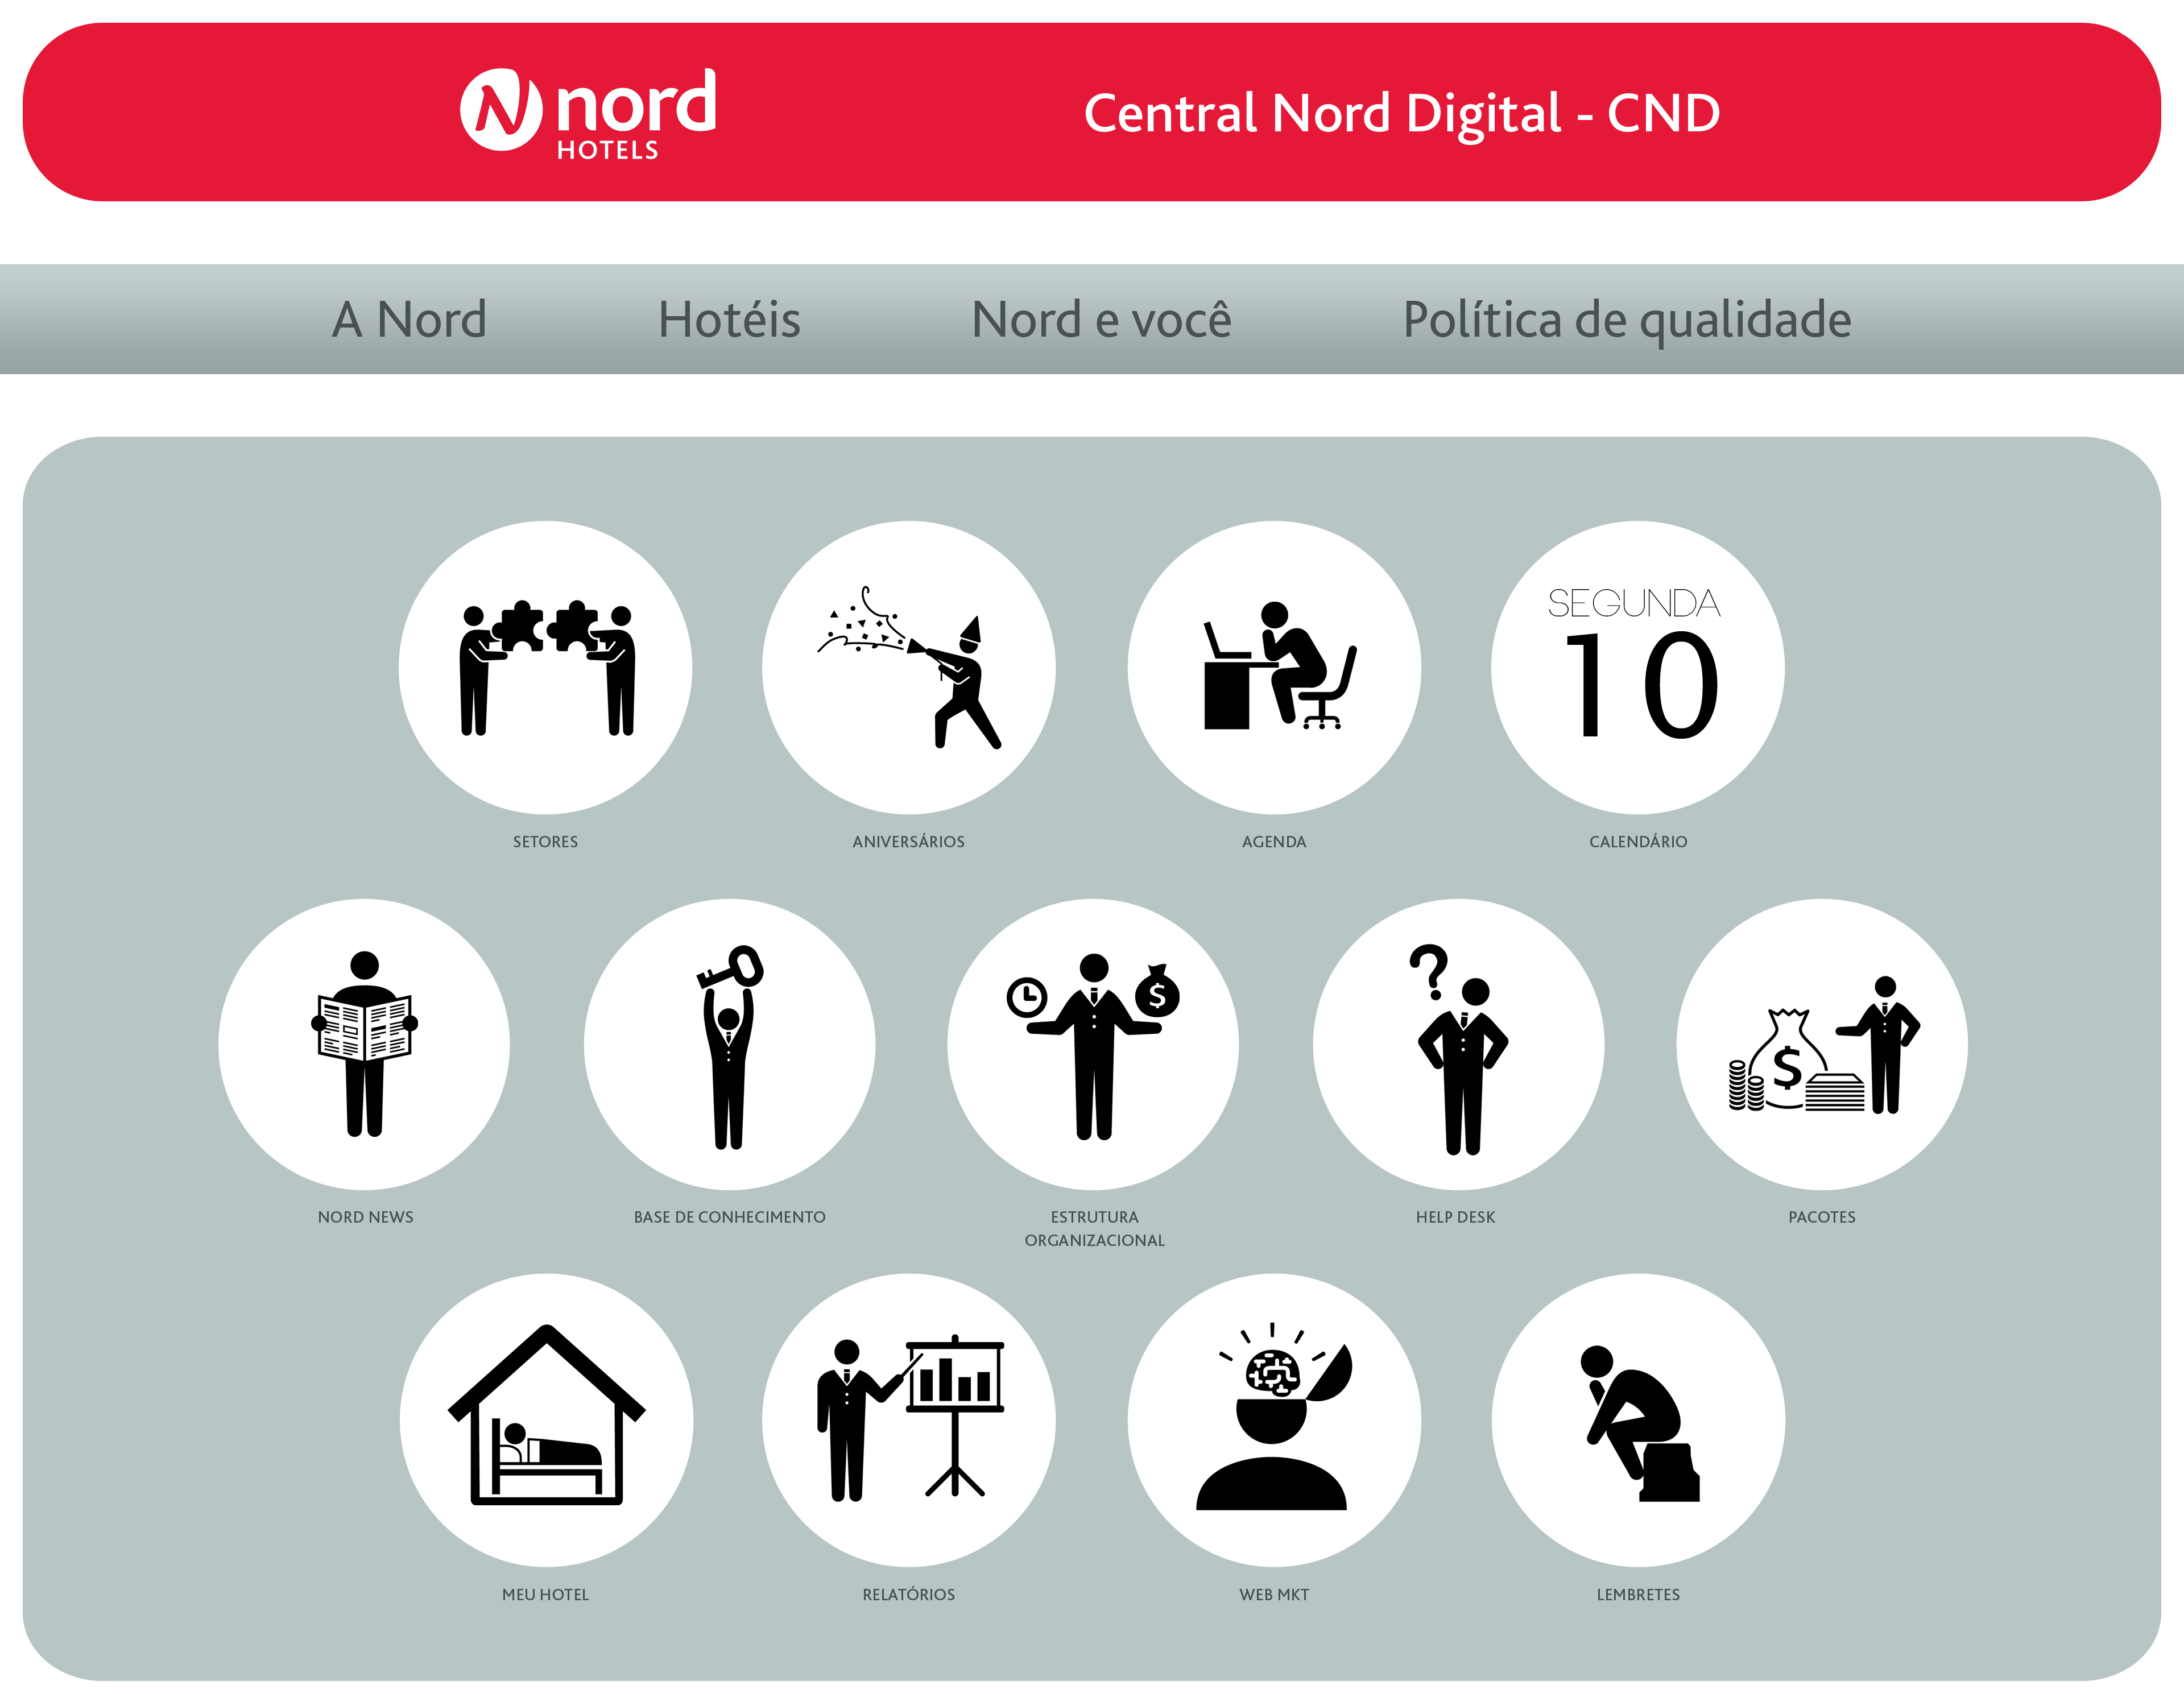 nord
HOTELS
Central Nord Digital - CND
A Nord
Hotéis
Nord e você
Política de qualidade
SEGUNDA
10
SETORES
ANIVERSÁRIOS
AGENDA
CALENDÁRIO
$
$
?
NORD NEWS
BASE DE CONHECIMENTO
ESTRUTURA
ORGANIZACIONAL
HELP DESK
PACOTES
MEU HOTEL
RELATÓRIOS
WEB MKT
LEMBRETES